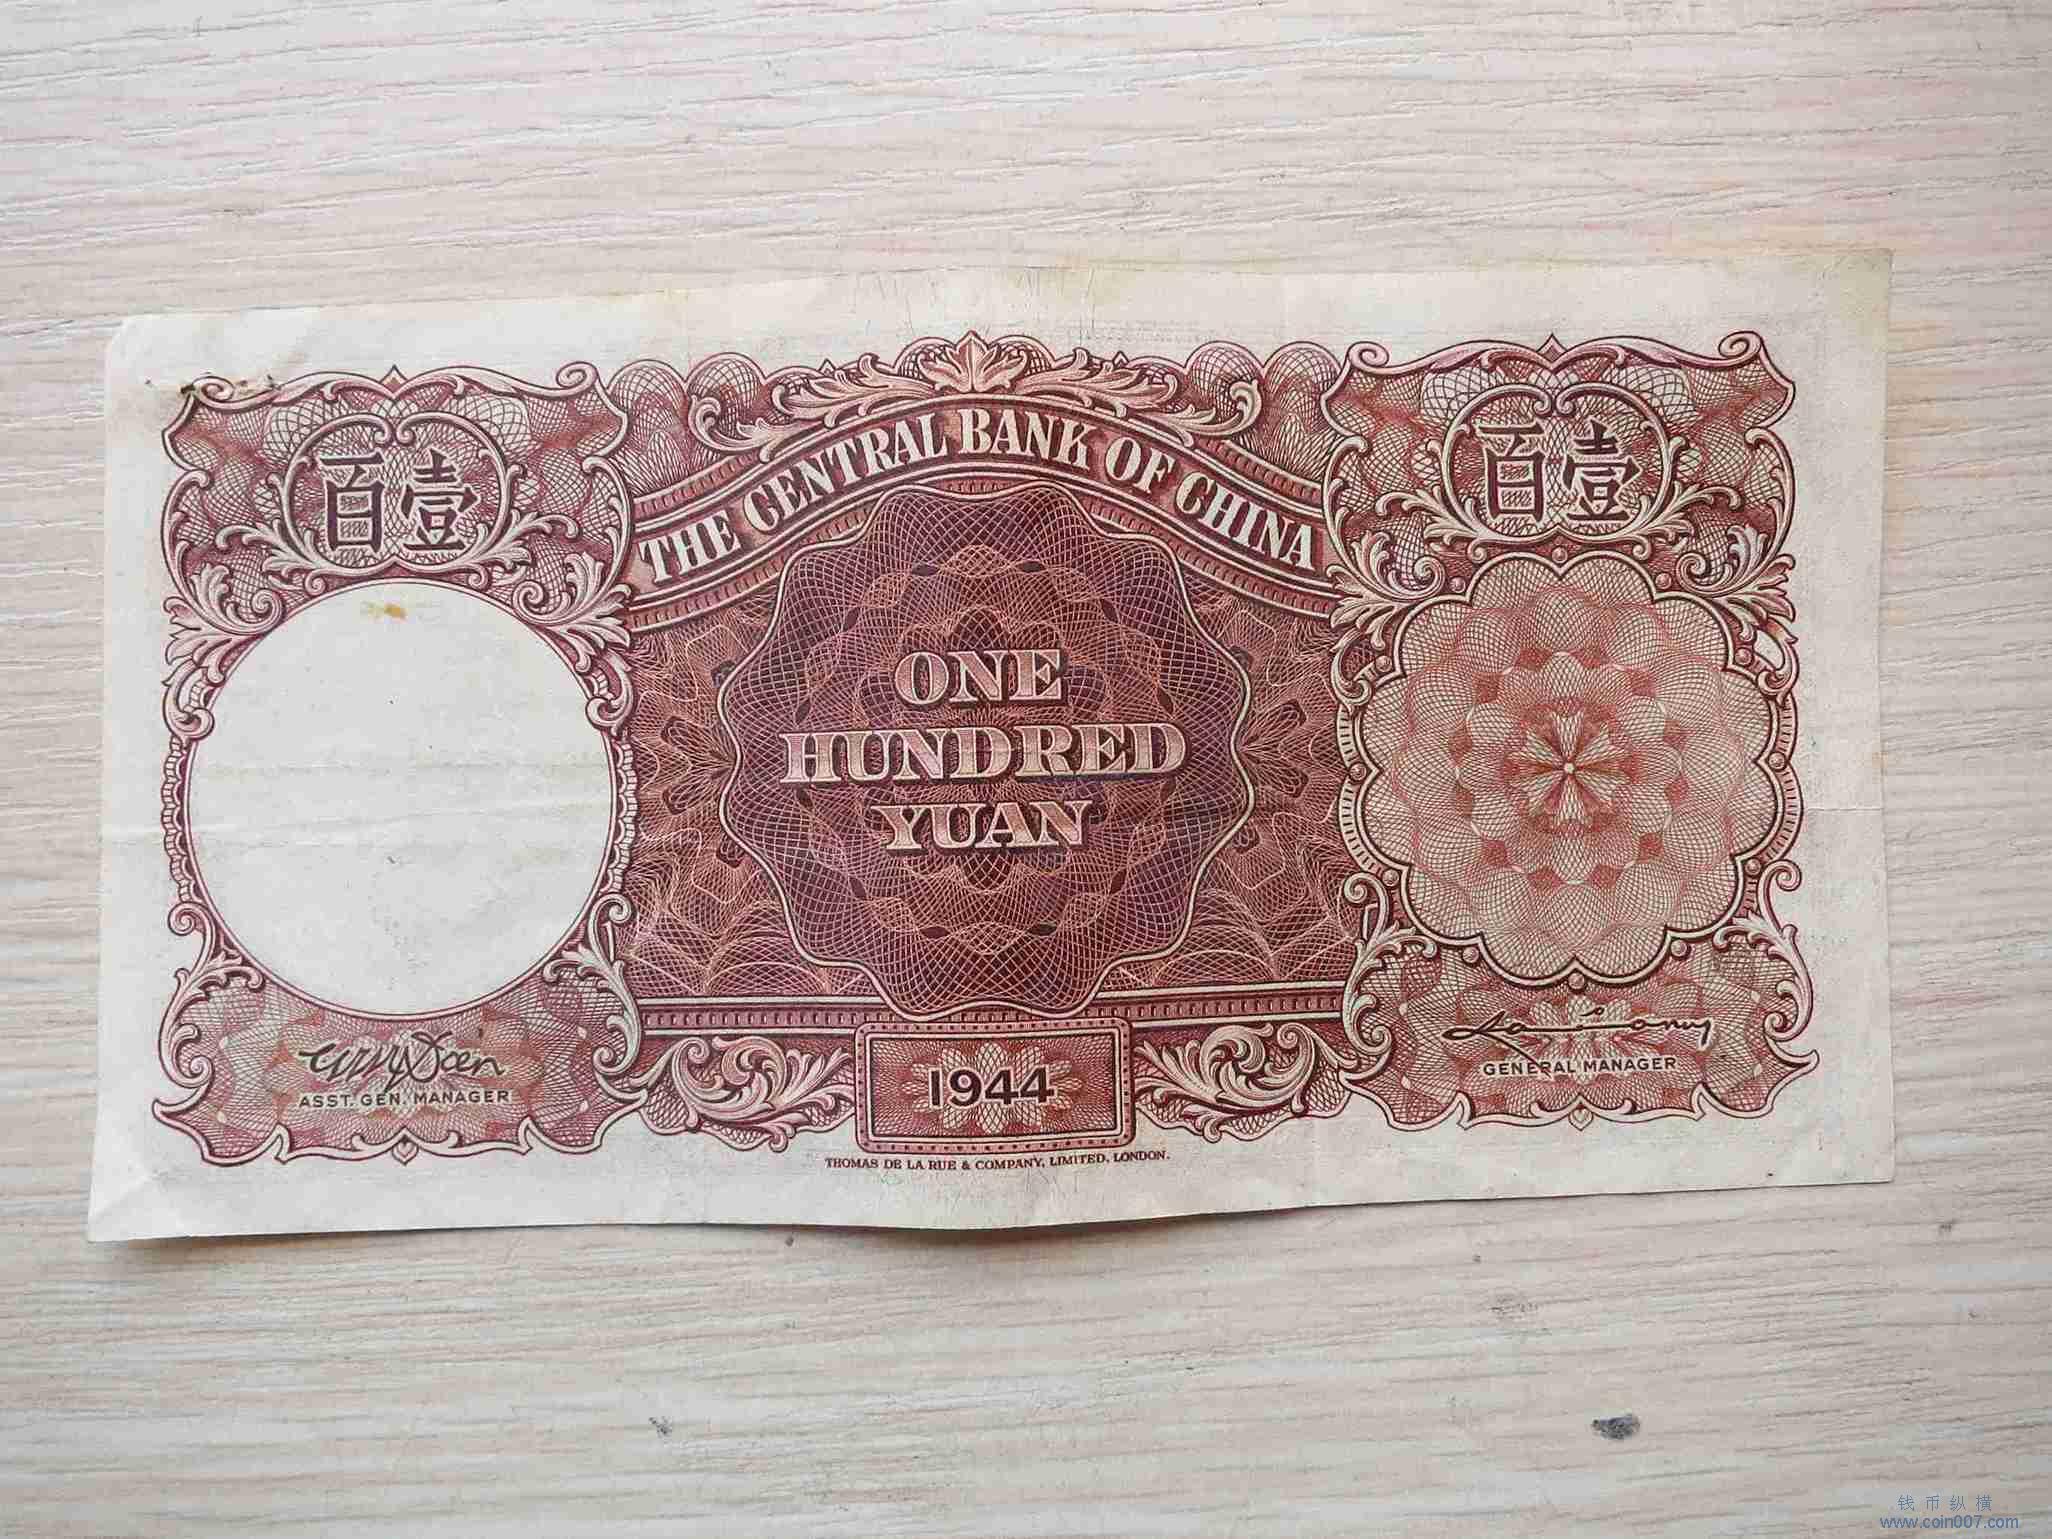 THE CENTRAL BANK OF CHINA
百壹
百壹
ONE
HUNDRED
YUAN
ASST. GEN. MANAGER
GENERAL MANAGER
1944
THOMAS DE LA RUE & COMPANY, LIMITED, LONDON.
钱币纵横
www.coin007.com